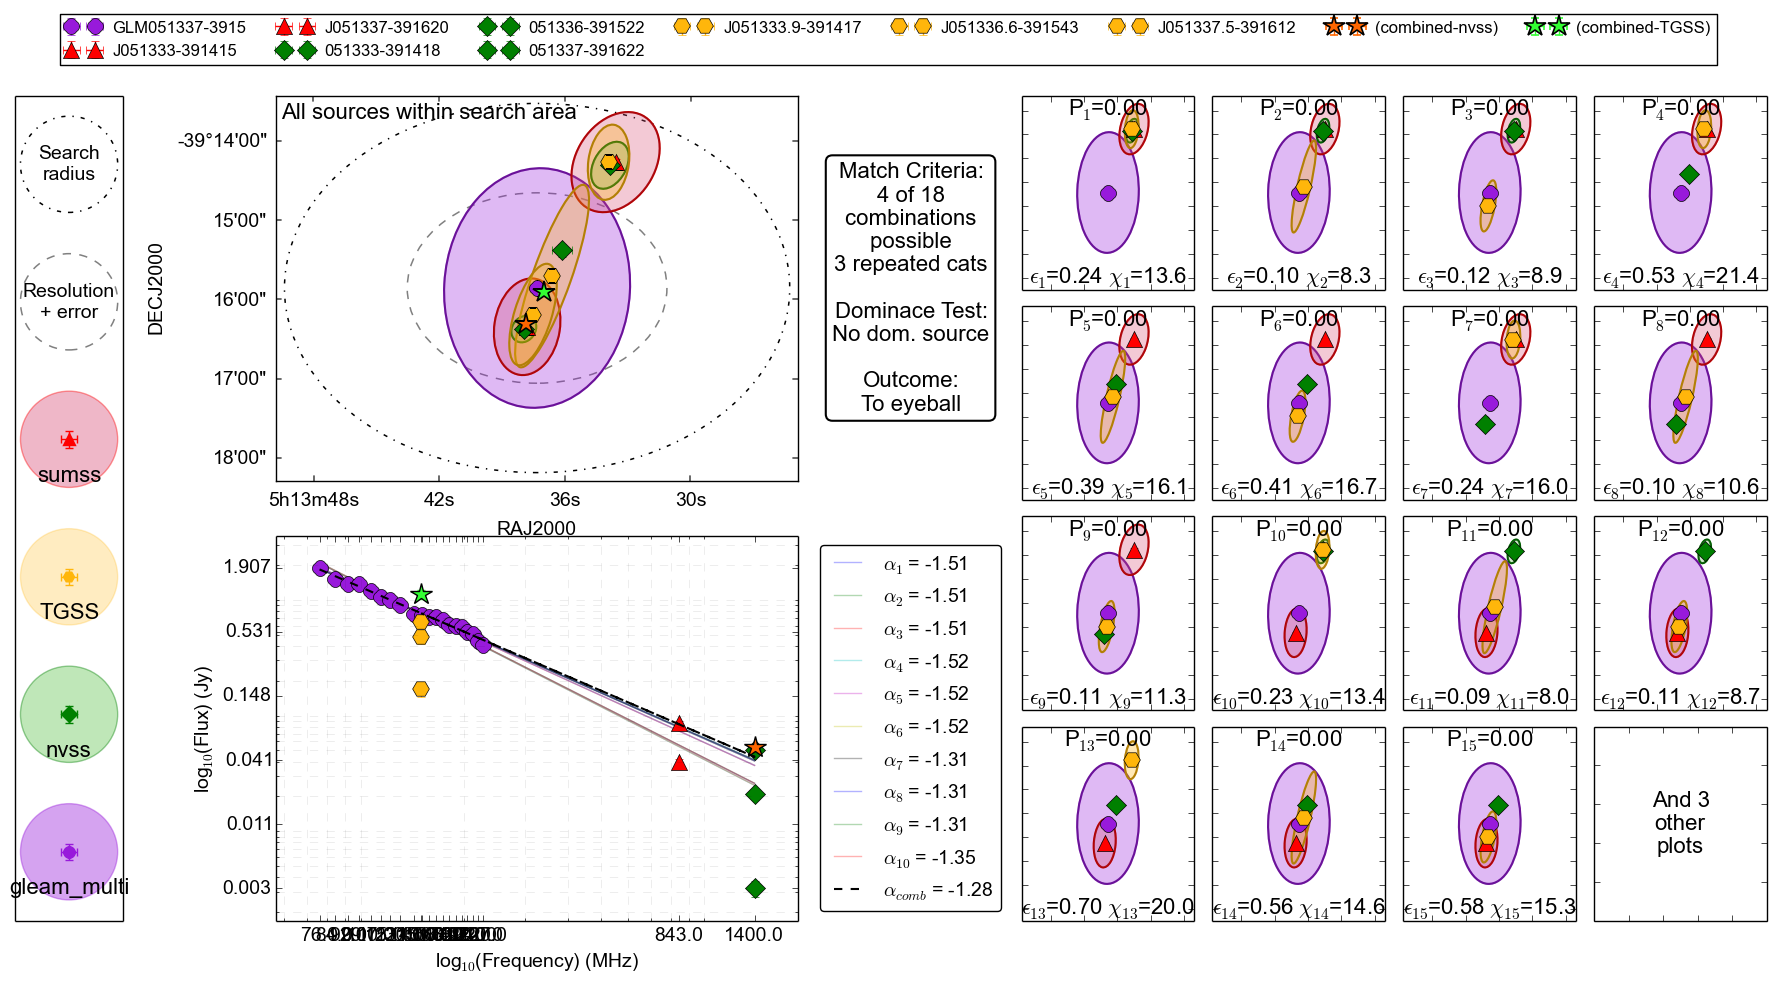 GLM051337-3915
J051337-391620
051336-391522
J051333.9-391417
J051336.6-391543
J051337.5-391612
(combined-nvss)
(combined-TGSS)
J051333-391415
051333-391418
051337-391622
Search
radius
Resolution
+ error
sumss
TGSS
nvss
gleam_multi
All sources within search area
-39°14'00"
15'00"
16'00"
17'00"
18'00"
DECJ2000
5h13m48s
42s
36s
30s
RAJ2000
Match Criteria:
4 of 18
combinations
possible
3 repeated cats
Dominace Test:
No dom. source
Outcome:
To eyeball
1.907
0.531
0.148
0.041
0.011
0.003
log10(Flux) (Jy)
843.0
1400.0
log10(Frequency) (MHz)
α1 = -1.51
α2 = -1.51
α3 = -1.51
α4 = -1.52
α5 = -1.52
α6 = -1.52
α7 = -1.31
α8 = -1.31
α9 = -1.31
α10 = -1.35
αcomb = -1.28
P1=0.00
ϵ1=0.24 χ1=13.6
P2=0.00
ϵ2=0.10 χ2=8.3
P3=0.00
ϵ3=0.12 χ3=8.9
P4=0.00
ϵ4=0.53 χ4=21.4
P5=0.00
ϵ5=0.39 χ5=16.1
P6=0.00
ϵ6=0.41 χ6=16.7
P7=0.00
ϵ7=0.24 χ7=16.0
P8=0.00
ϵ8=0.10 χ8=10.6
P9=0.00
ϵ9=0.11 χ9=11.3
P10=0.00
ϵ10=0.23 χ10=13.4
P11=0.00
ϵ11=0.09 χ11=8.0
P12=0.00
ϵ12=0.11 χ12=8.7
P13=0.00
ϵ13=0.70 χ13=20.0
P14=0.00
ϵ14=0.56 χ14=14.6
P15=0.00
ϵ15=0.58 χ15=15.3
And 3
other
plots